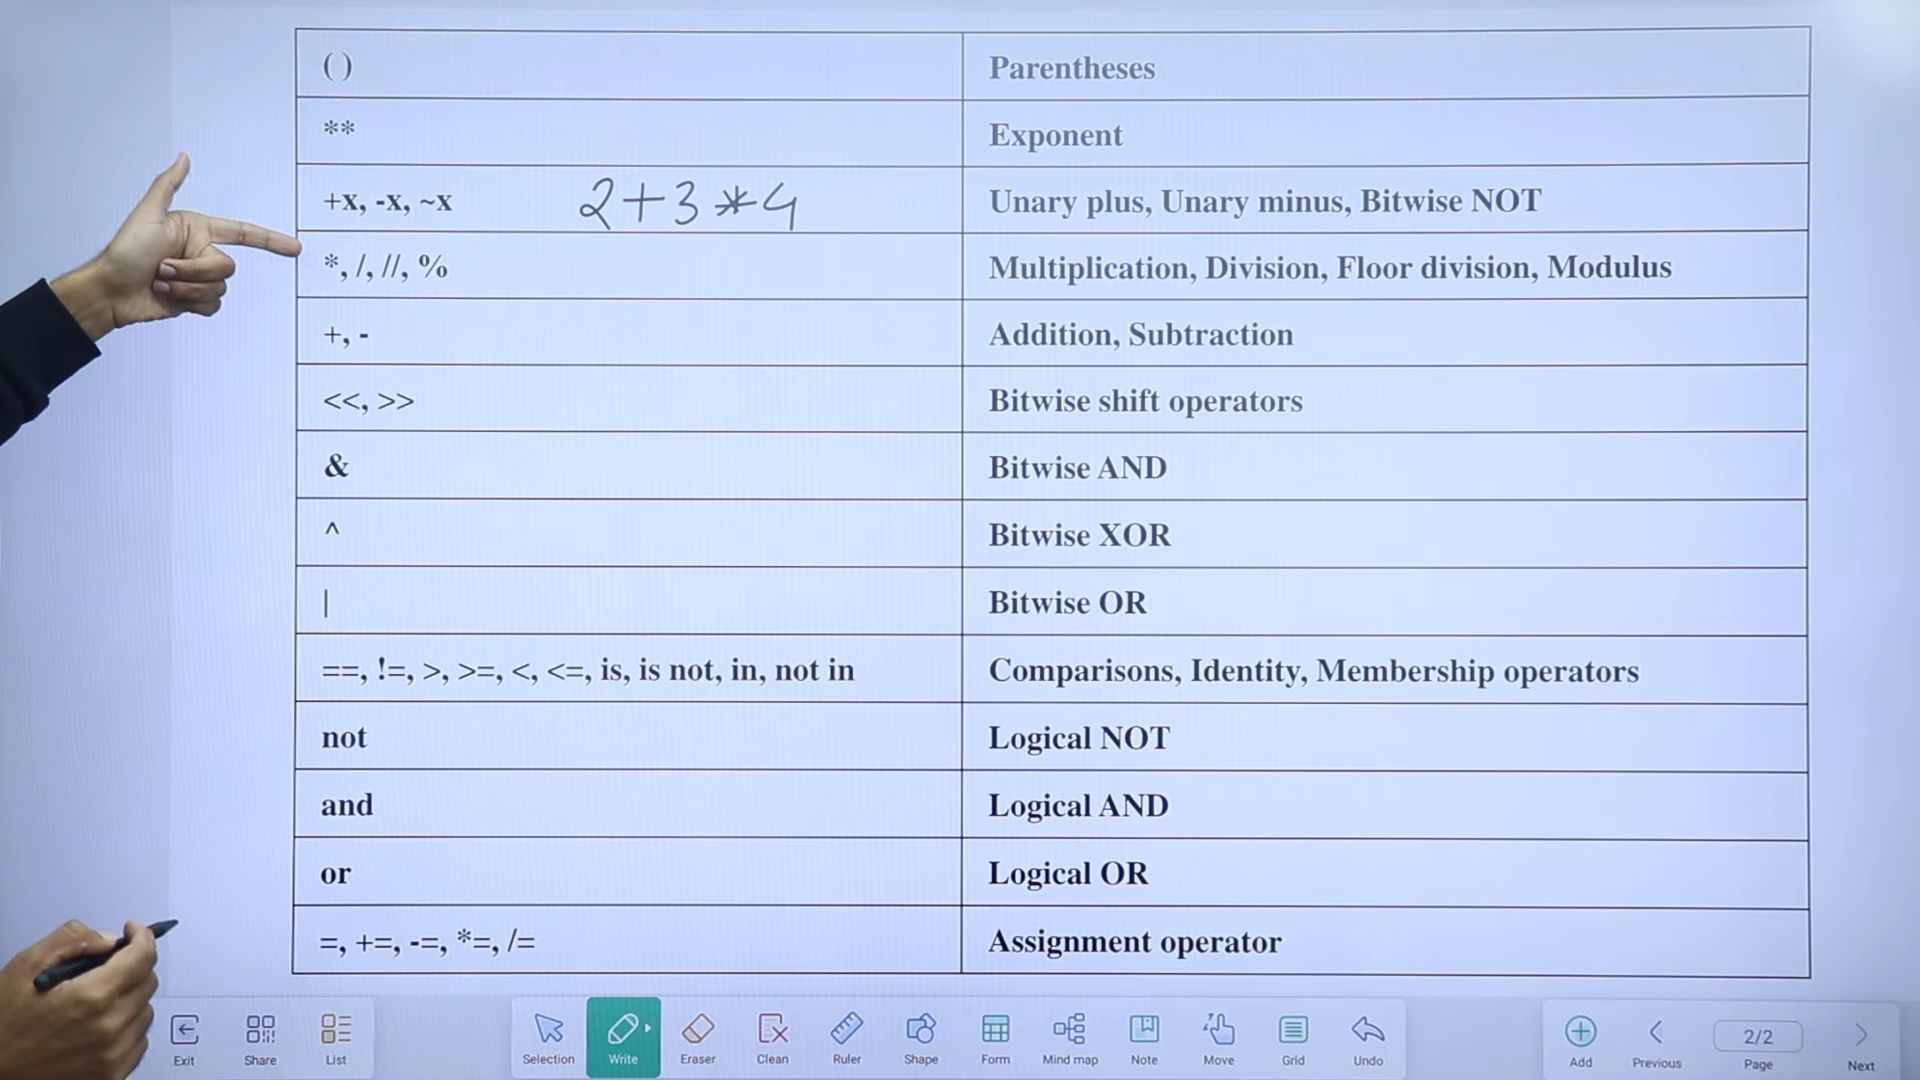 ( ) Parentheses
** Exponent
+x, -x, ~x 2+3*4 Unary plus, Unary minus, Bitwise NOT
*, /, //, % Multiplication, Division, Floor division, Modulus
+, - Addition, Subtraction
<<, >> Bitwise shift operators
& Bitwise AND
^ Bitwise XOR
| Bitwise OR
==, !=, >, >=, <, <=, is, is not, in, not in Comparisons, Identity, Membership operators
not Logical NOT
and Logical AND
or Logical OR
=, +=, -=, *=, /= Assignment operator
Exit Share List Selection Write Eraser Clean Ruler Shape Form Mind map Note Move Grid Undo Add Previous 2/2 Page Next